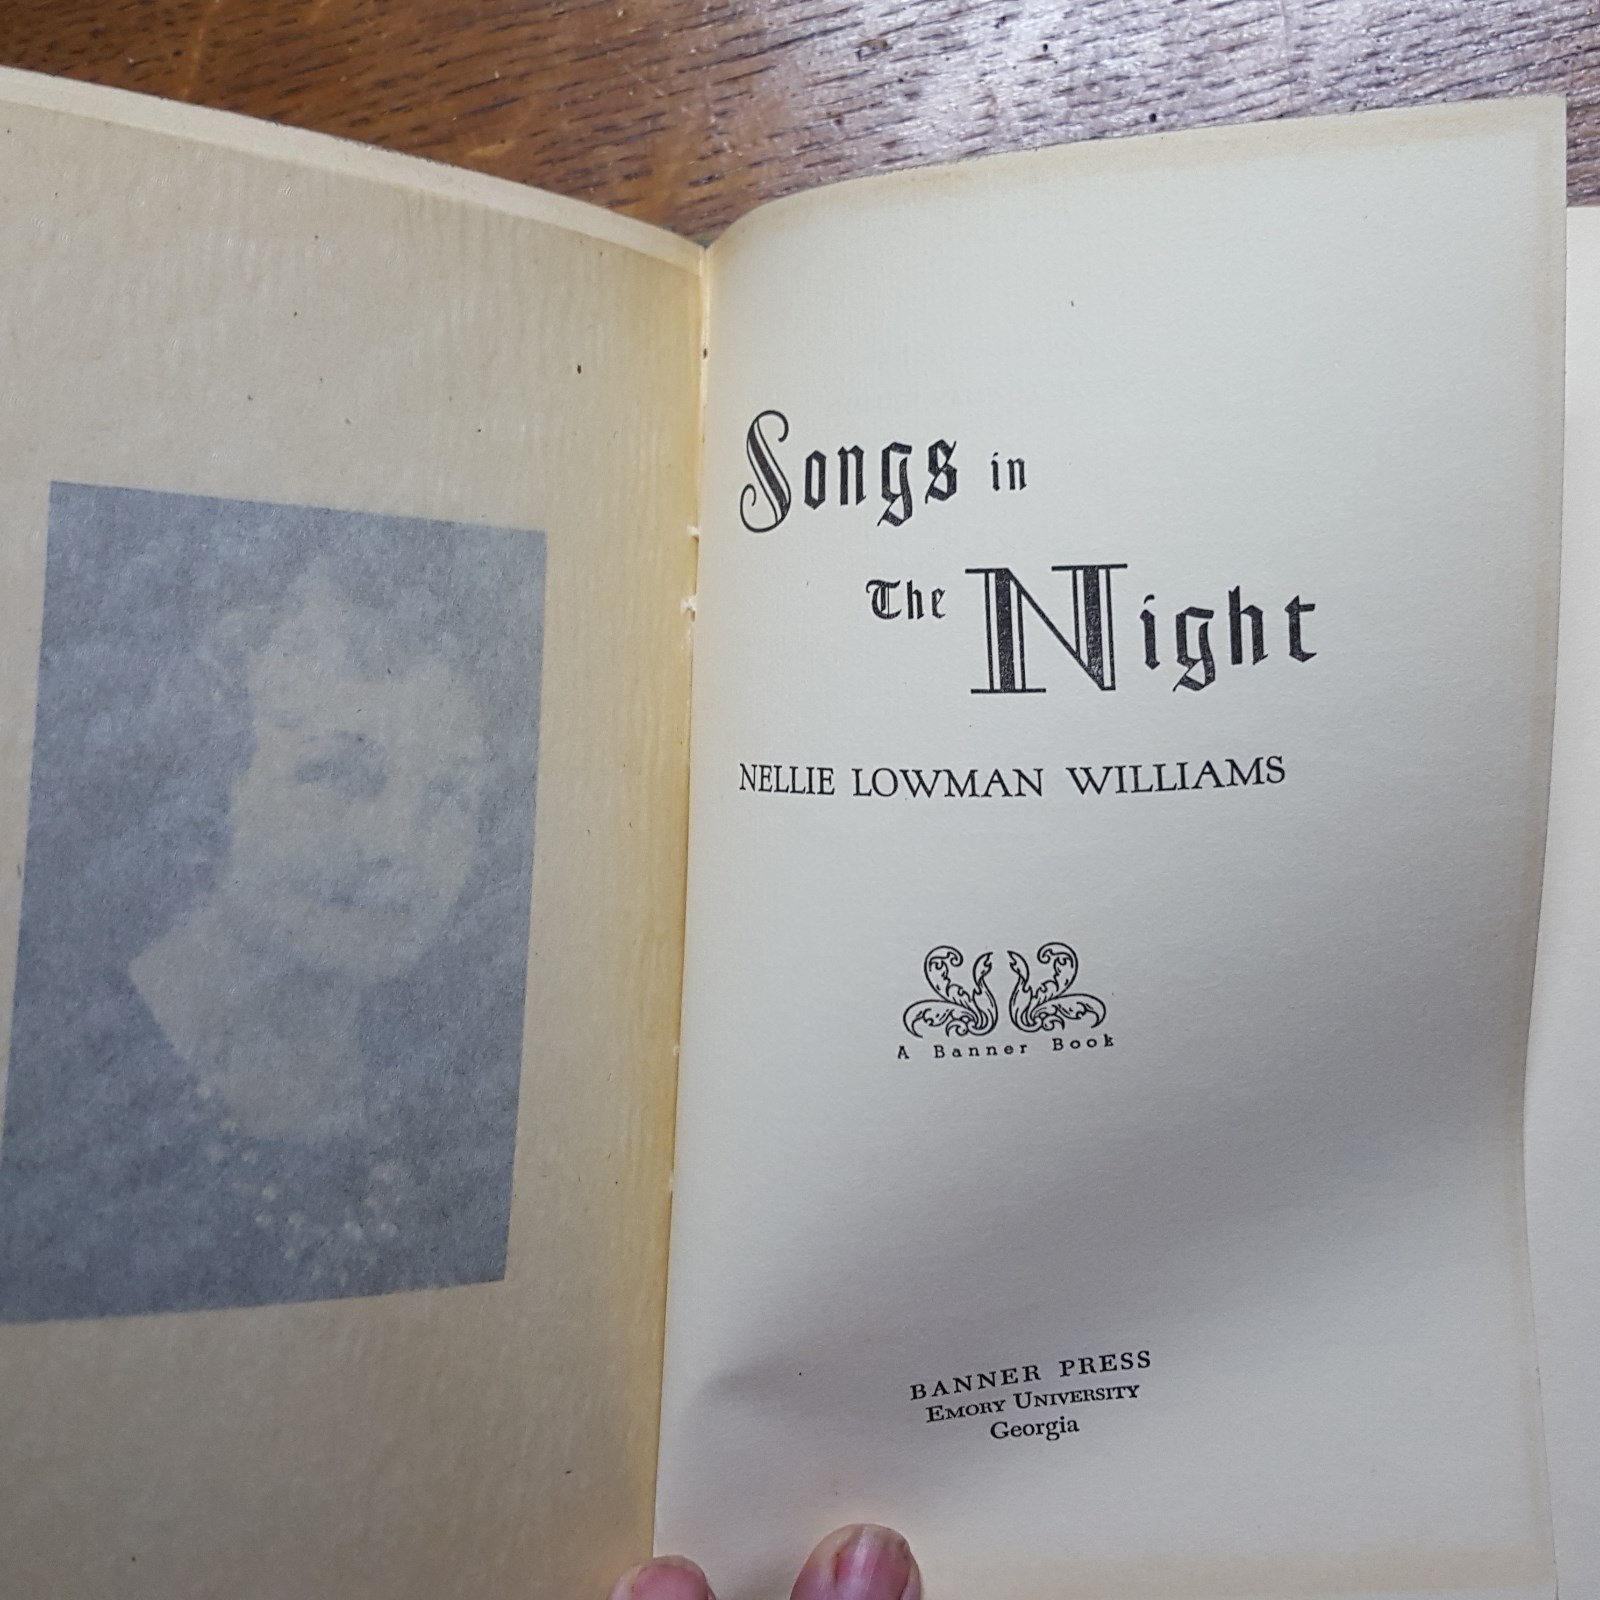 Songs in
The Night
NELLIE LOWMAN WILLIAMS
A Banner Book
BANNER PRESS
EMORY UNIVERSITY
Georgia